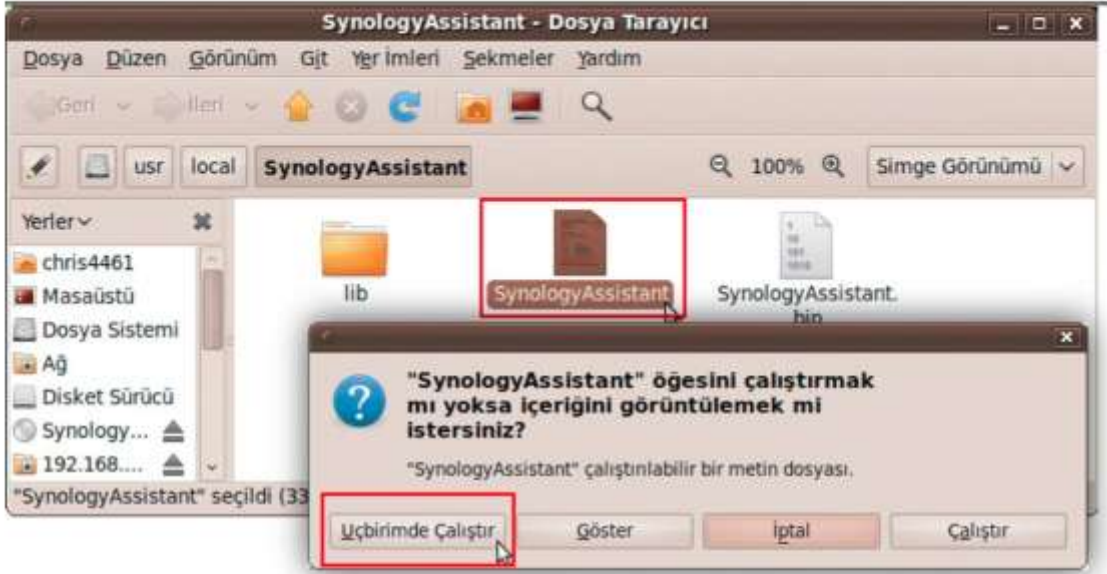 SynologyAssistant - Dosya Tarayıcı
Dosya Düzen Görünüm Git Yer İmleri Sekmeler Yardım
Geri İleri
usr local SynologyAssistant 100% Simge Görünümü
Yerler
chris4461
Masaüstü
Dosya Sistemi
Ağ
Disket Sürücü
Synology...
192.168....
lib
SynologyAssistant
SynologyAssistant.
bin
"SynologyAssistant" seçildi (33
"SynologyAssistant" öğesini çalıştırmak
mı yoksa içeriğini görüntülemek mi
istersiniz?
"SynologyAssistant" çalıştırılabilir bir metin dosyası.
Uçbirimde Çalıştır Göster İptal Çalıştır